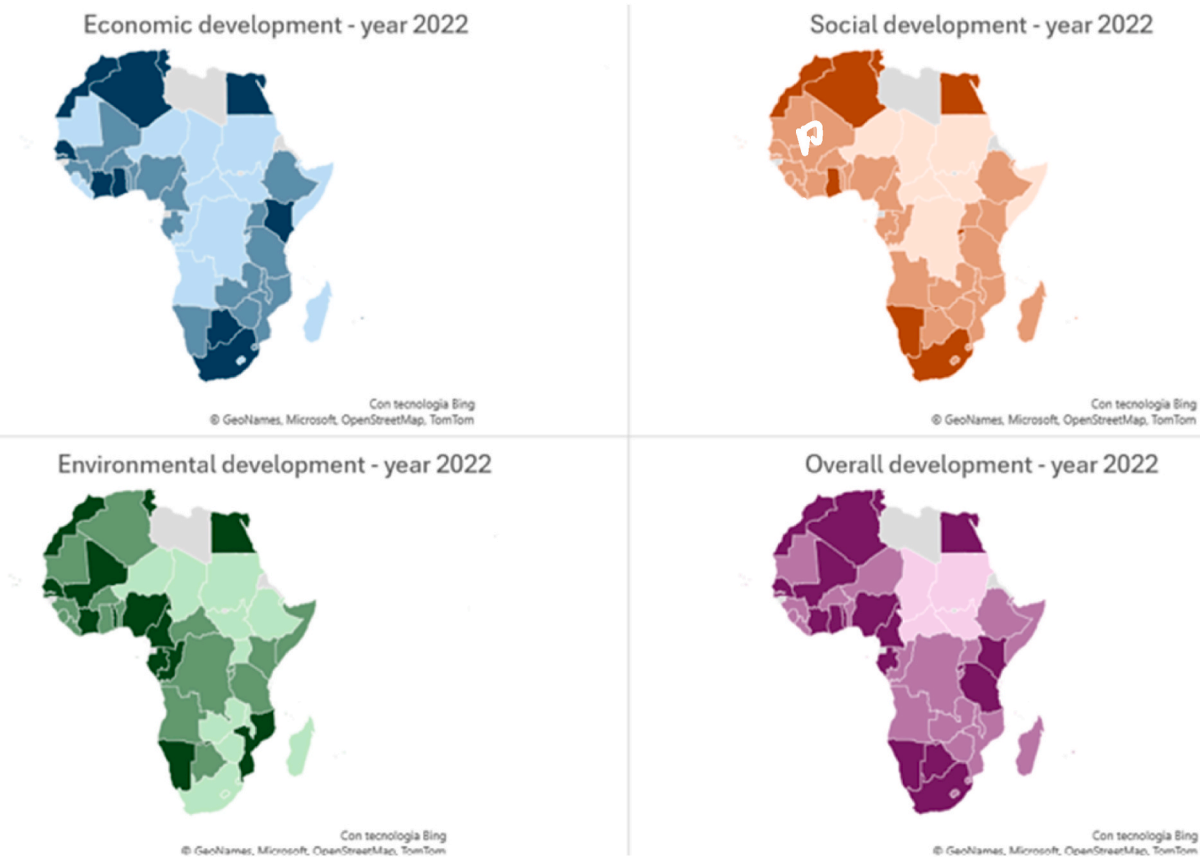 Economic development - year 2022
Con tecnologia Bing
© GeoNames, Microsoft, OpenStreetMap, TomTom
Social development - year 2022
Con tecnologia Bing
© GeoNames, Microsoft, OpenStreetMap, TomTom
Environmental development - year 2022
Con tecnologia Bing
© GeoNames, Microsoft, OpenStreetMap, TomTom
Overall development - year 2022
Con tecnologia Bing
© GeoNames, Microsoft, OpenStreetMap, TomTom